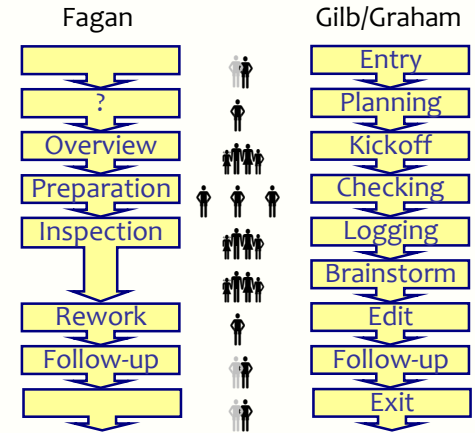 Fagan Gilb/Graham
Entry
? Planning
Overview Kickoff
Preparation Checking
Inspection Logging
Brainstorm
Rework Edit
Follow-up Follow-up
Exit